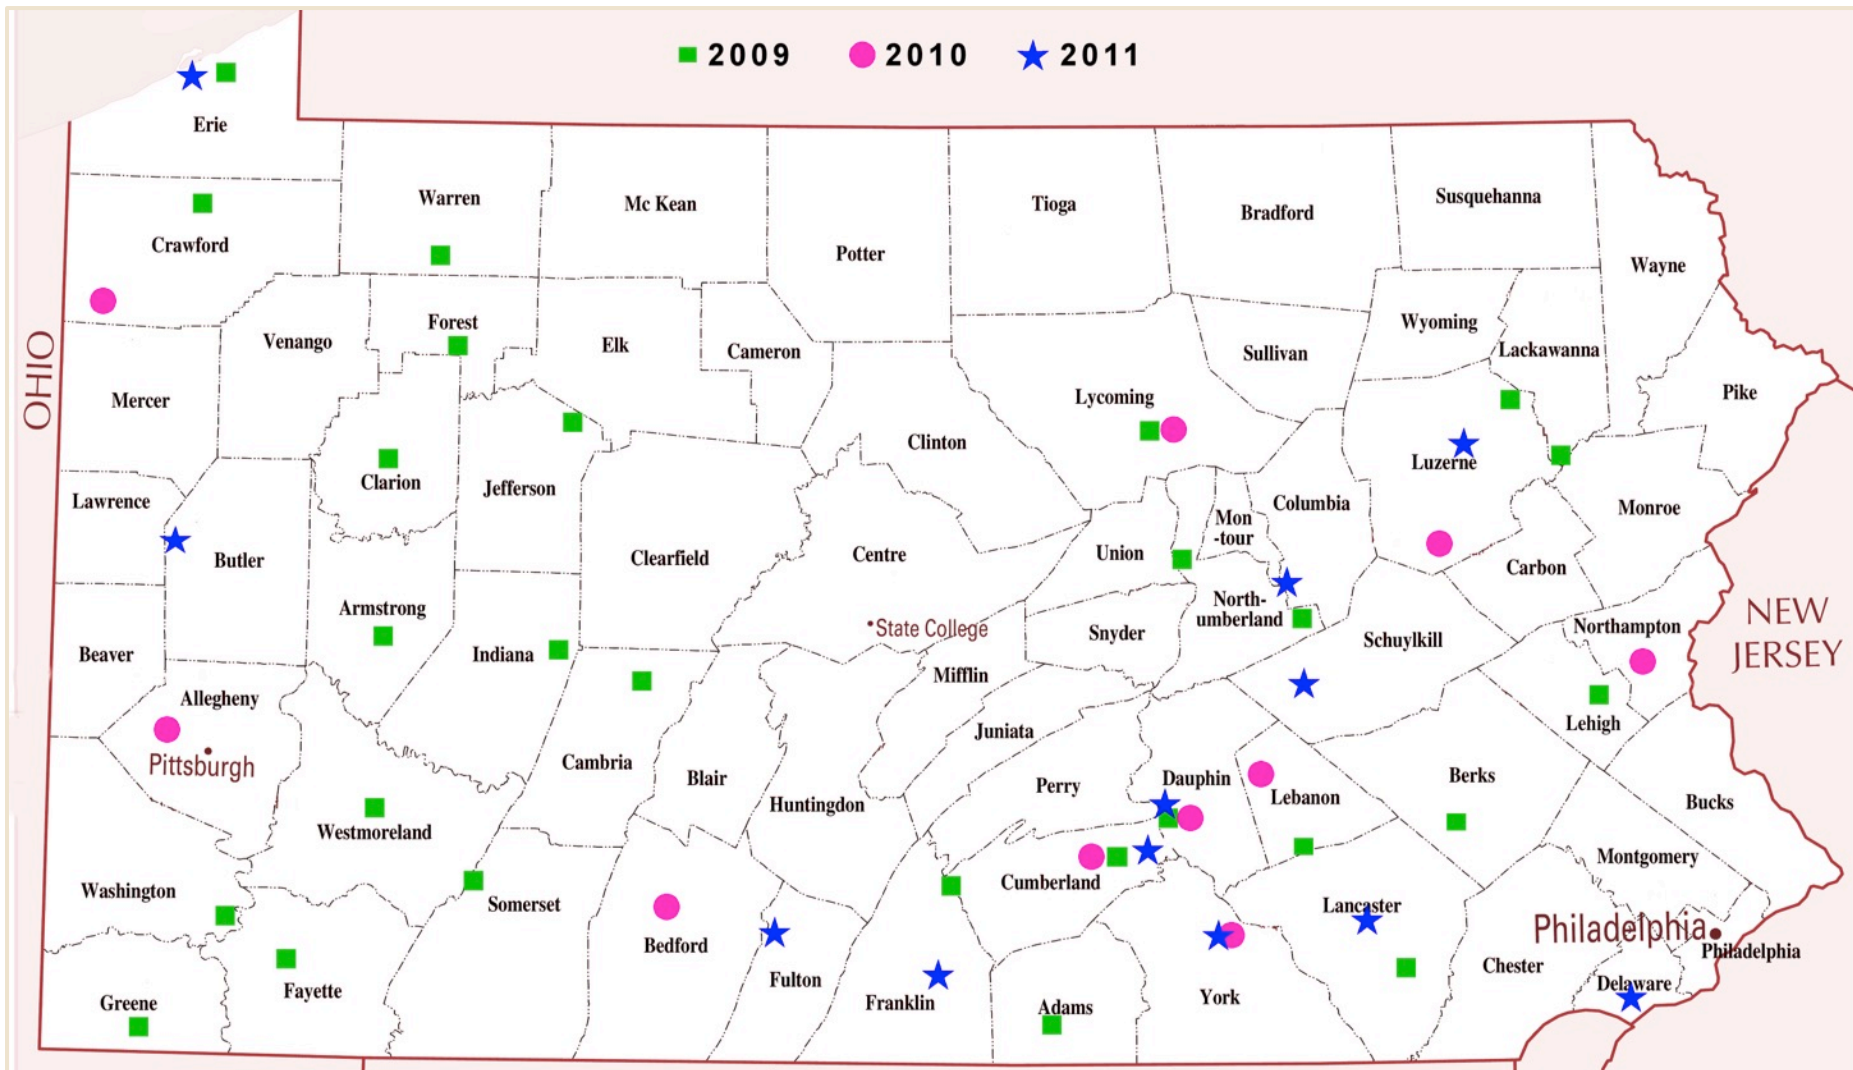 2009 2010 2011
Erie
Warren
Mc Kean
Tioga
Bradford
Susquehanna
Crawford
Potter
Wayne
Forest
Venango
Elk
Cameron
Sullivan
Wyoming
Lackawanna
OHIO
Mercer
Lycoming
Pike
Clinton
Luzerne
Lawrence
Clarion
Jefferson
Columbia
Monroe
Mon
-tour
Butler
Clearfield
Centre
Union
Carbon
Armstrong
North-
umberland
NEW
JERSEY
Northampton
State College
Snyder
Schuylkill
Beaver
Indiana
Mifflin
Allegheny
Juniata
Lehigh
Pittsburgh
Cambria
Blair
Huntingdon
Perry
Dauphin
Lebanon
Berks
Bucks
Westmoreland
Montgomery
Washington
Somerset
Cumberland
Lancaster
Philadelphia
Philadelphia
Bedford
Fulton
Franklin
Chester
Delaware
Greene
Fayette
Adams
York